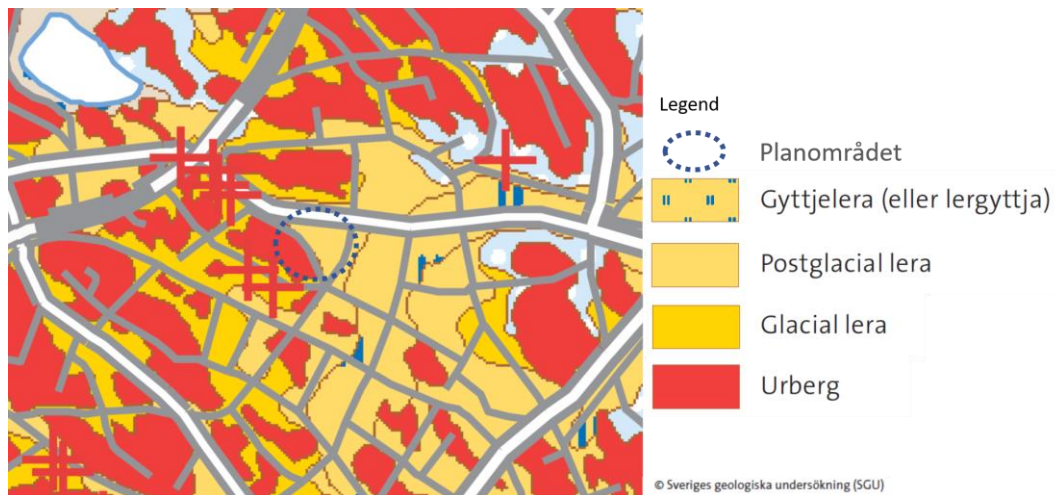 Legend
Planområdet
Gyttjelera (eller lergyttja)
Postglacial lera
Glacial lera
Urberg
© Sveriges geologiska undersökning (SGU)